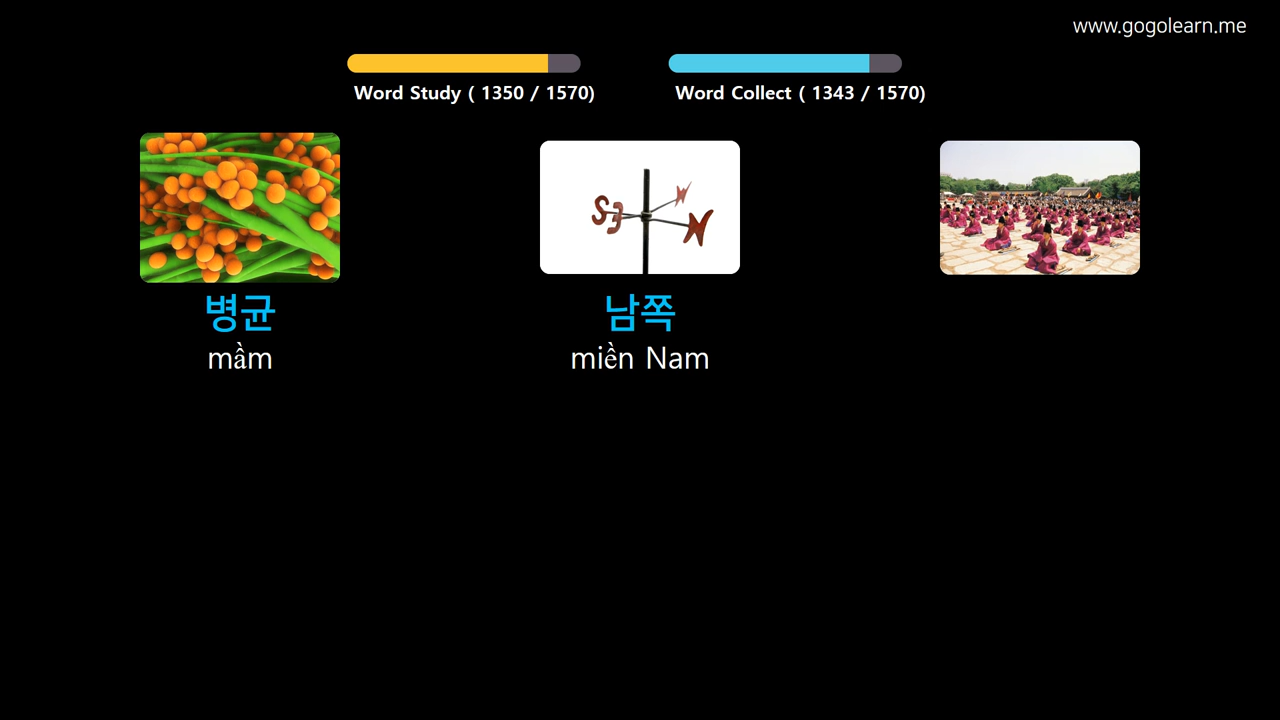 www.gogolearn.me
Word Study ( 1350 / 1570)
Word Collect ( 1343 / 1570)
병균
mầm
남쪽
miền Nam